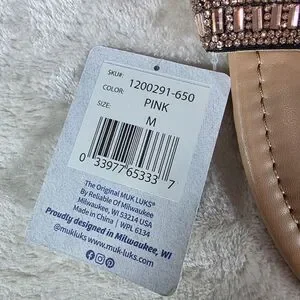 SKU#: 1200291-650
COLOR: PINK
SIZE: M
0 33977 65333 7
The Original MUK LUKS®
By Reliable Of Milwaukee
Milwaukee, WI 53214 USA
Made in China | WPL 6134
Proudly designed in Milwaukee, WI
@mukluks www.muk-luks.com